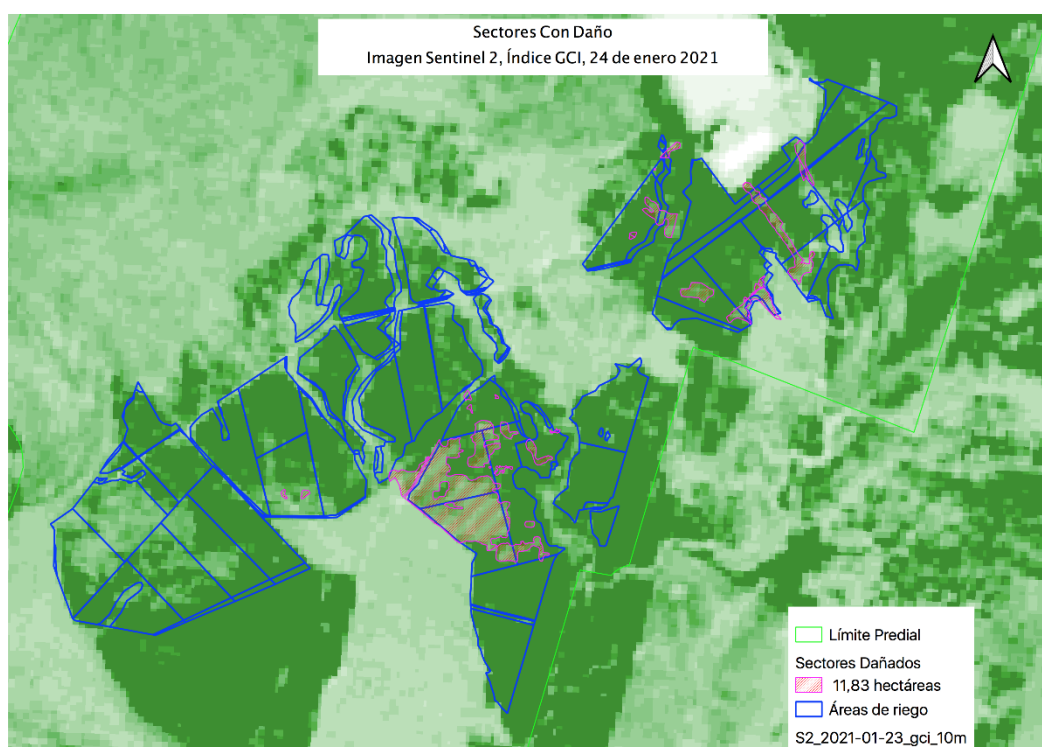 Sectores Con Daño
Imagen Sentinel 2, Índice GCI, 24 de enero 2021
Límite Predial
Sectores Dañados
11,83 hectáreas
Áreas de riego
S2_2021-01-23_gci_10m